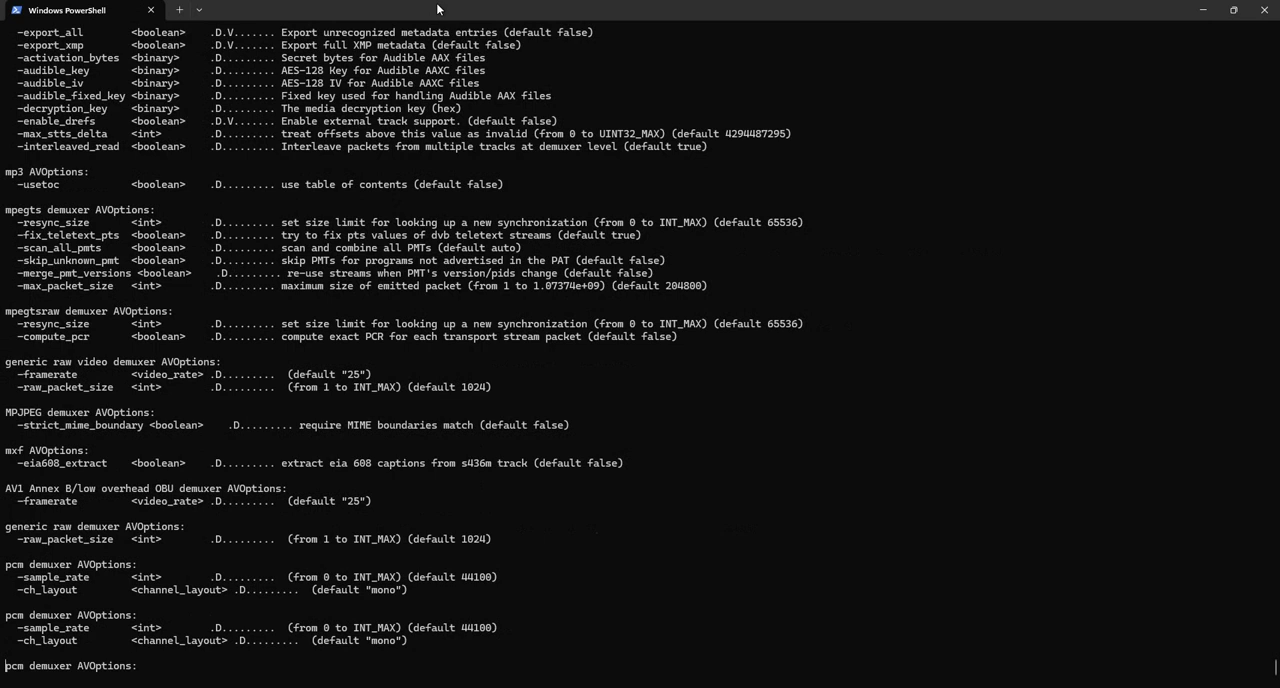 Windows PowerShell
-export_all <boolean> .D.V....... Export unrecognized metadata entries (default false)
-export_xmp <boolean> .D.V....... Export full XMP metadata (default false)
-activation_bytes <binary> .D......... Secret bytes for Audible AAX files
-audible_key <binary> .D......... AES-128 Key for Audible AAXC files
-audible_iv <binary> .D......... AES-128 IV for Audible AAXC files
-audible_fixed_key <binary> .D......... Fixed key used for handling Audible AAX files
-decryption_key <binary> .D......... The media decryption key (hex)
-enable_drefs <boolean> .D.V....... Enable external track support. (default false)
-max_stts_delta <int> .D......... treat offsets above this value as invalid (from 0 to UINT32_MAX) (default 4294487295)
-interleaved_read <boolean> .D......... Interleave packets from multiple tracks at demuxer level (default true)
mp3 AVOptions:
-usetoc <boolean> .D......... use table of contents (default false)
mpegts demuxer AVOptions:
-resync_size <int> .D......... set size limit for looking up a new synchronization (from 0 to INT_MAX) (default 65536)
-fix_teletext_pts <boolean> .D......... try to fix pts values of dvb teletext streams (default true)
-scan_all_pmts <boolean> .D......... scan and combine all PMTs (default auto)
-skip_unknown_pmt <boolean> .D......... skip PMTs for programs not advertised in the PAT (default false)
-merge_pmt_versions <boolean> .D......... re-use streams when PMT's version/pids change (default false)
-max_packet_size <int> .D......... maximum size of emitted packet (from 1 to 1.07374e+09) (default 204800)
mpegtsraw demuxer AVOptions:
-resync_size <int> .D......... set size limit for looking up a new synchronization (from 0 to INT_MAX) (default 65536)
-compute_pcr <boolean> .D......... compute exact PCR for each transport stream packet (default false)
generic raw video demuxer AVOptions:
-framerate <video_rate> .D......... (default "25")
-raw_packet_size <int> .D......... (from 1 to INT_MAX) (default 1024)
MPJPEG demuxer AVOptions:
-strict_mime_boundary <boolean> .D......... require MIME boundaries match (default false)
mxf AVOptions:
-eia608_extract <boolean> .D......... extract eia 608 captions from s436m track (default false)
AV1 Annex B/low overhead OBU demuxer AVOptions:
-framerate <video_rate> .D......... (default "25")
generic raw demuxer AVOptions:
-raw_packet_size <int> .D......... (from 1 to INT_MAX) (default 1024)
pcm demuxer AVOptions:
-sample_rate <int> .D......... (from 0 to INT_MAX) (default 44100)
-ch_layout <channel_layout> .D......... (default "mono")
pcm demuxer AVOptions:
-sample_rate <int> .D......... (from 0 to INT_MAX) (default 44100)
-ch_layout <channel_layout> .D......... (default "mono")
pcm demuxer AVOptions: